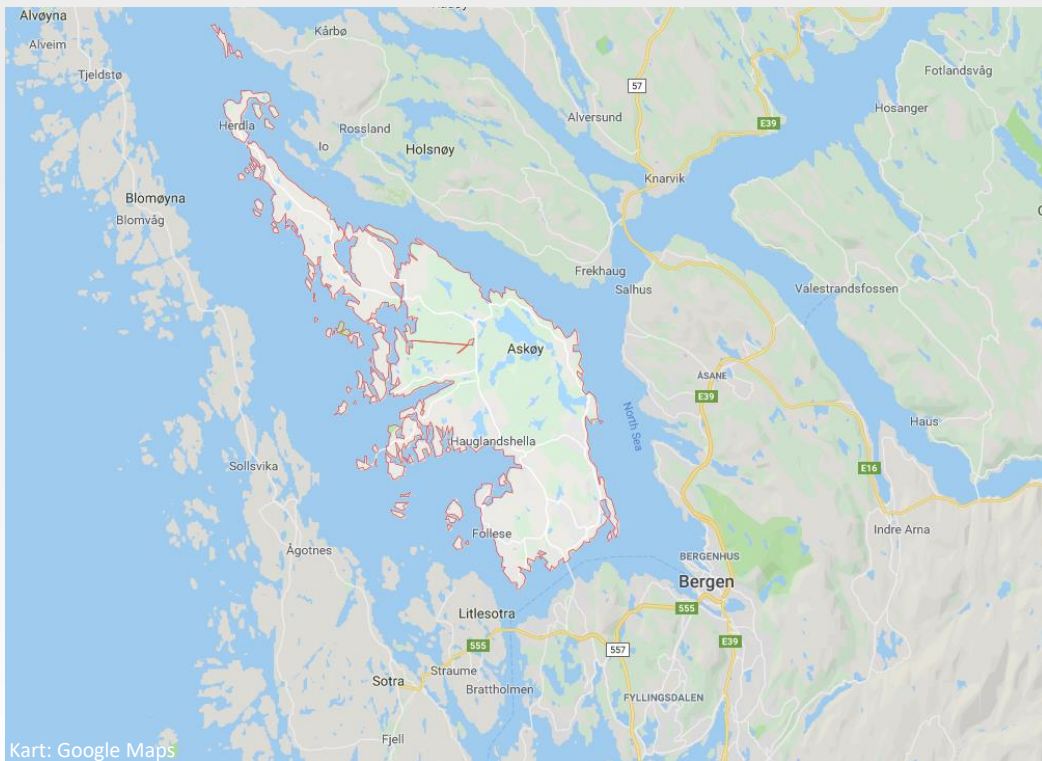 Alvøyna
Kårbø
Alveim
Tjeldstø
57
Fotlandsvåg
Hosanger
Alversund
E39
Herdla
Rossland
Io
Holsnøy
Knarvik
Blomøyna
Blomvåg
Frekhaug
Salhus
Valestrandsfossen
Askøy
ÅSANE
E39
North Sea
Haus
Hauglandshella
Sollsvika
E16
Follese
Indre Arna
Ågotnes
BERGENHUS
Bergen
555
Litlesotra
555
557
E39
Straume
Sotra
Brattholmen
FYLLINGSDALEN
Fjell
Kart: Google Maps